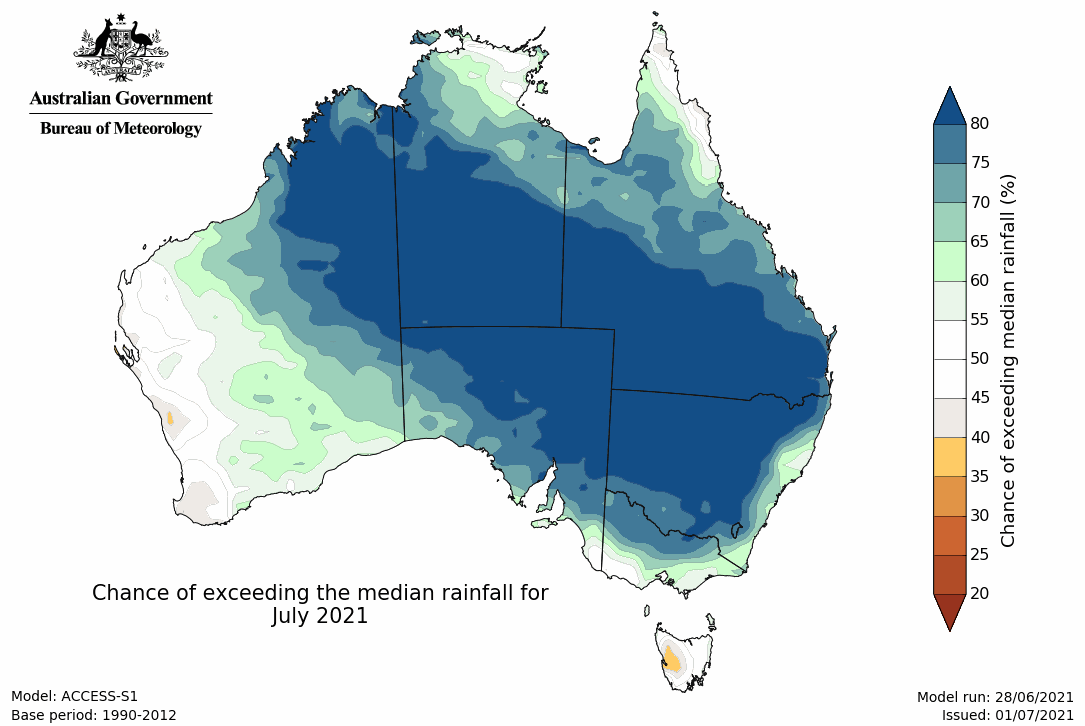 Australian Government
Bureau of Meteorology
80
75
70
65
60
55
50
45
40
35
30
25
20
Chance of exceeding median rainfall (%)
Chance of exceeding the median rainfall for
July 2021
Model: ACCESS-S1
Base period: 1990-2012
Model run: 28/06/2021
Issued: 01/07/2021